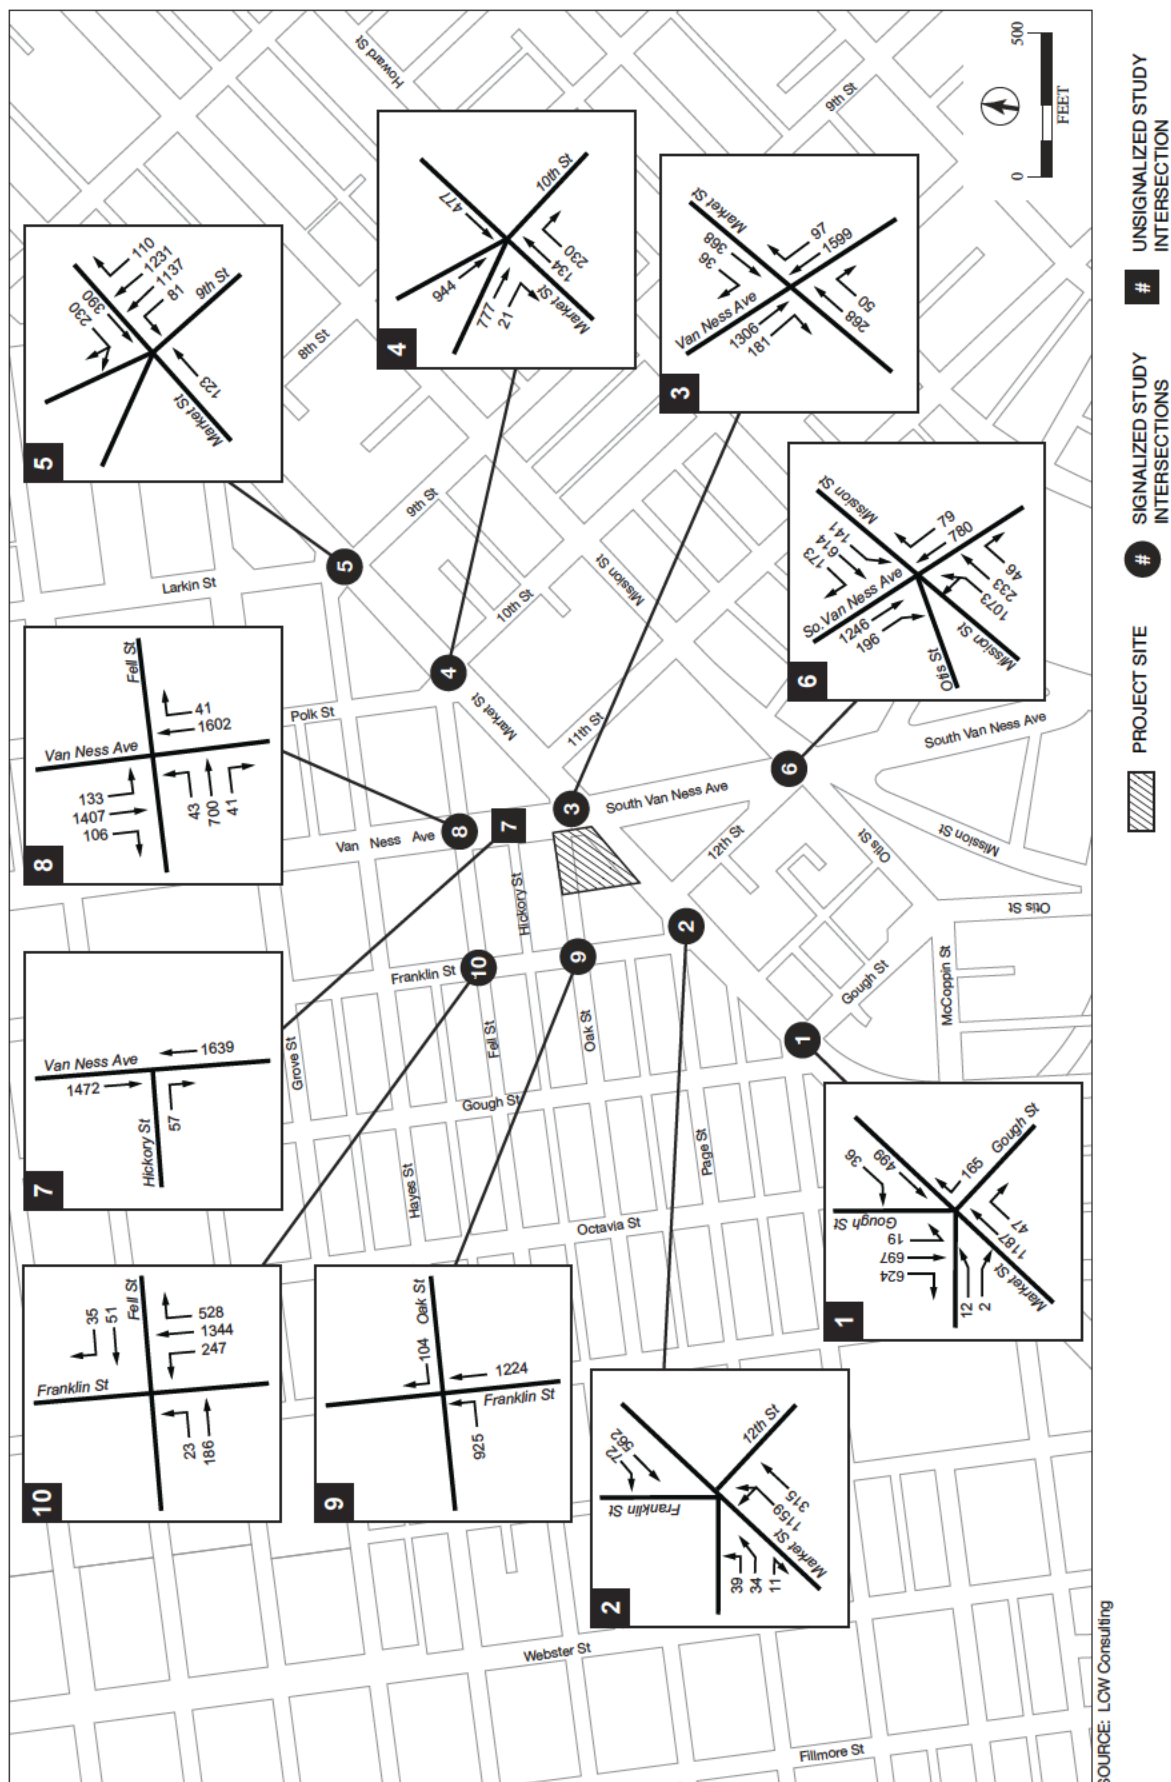 5
230
390
110
1231
1137
81
9th St
123
Market St
4
477
944
777
21
10th St
134
230
Market St
3
Market St
36
368
Van Ness Ave
1306
181
97
1599
50
268
6
Mission St
173
614
141
So. Van Ness Ave
1246
196
79
780
46
233
1073
Otis St
Mission St
8
Fell St
Van Ness Ave
133
1407
106
41
1602
43
700
41
7
Van Ness Ave
1472
1639
Hickory St
57
10
35
51
Fell St
Franklin St
528
1344
247
23
186
9
104
Oak St
1224
Franklin St
925
2
72
562
Franklin St
12th St
315
1159
Market St
39
34
11
1
36
499
Gough St
19
697
624
165
Gough St
47
1187
Market St
12
2
Howard St
9th St
8th St
9th St
Larkin St
10th St
Mission St
Polk St
Market St
11th St
Van Ness Ave
South Van Ness Ave
South Van Ness Ave
12th St
Otis St
Mission St
Otis St
Hickory St
Franklin St
Fell St
Oak St
Grove St
Gough St
Gough St
McCoppin St
Hayes St
Page St
Octavia St
Webster St
Fillmore St
5
4
3
6
8
7
2
9
10
1
0
500
FEET
PROJECT SITE
#
SIGNALIZED STUDY
INTERSECTIONS
#
UNSIGNALIZED STUDY
INTERSECTION
SOURCE: LCW Consulting